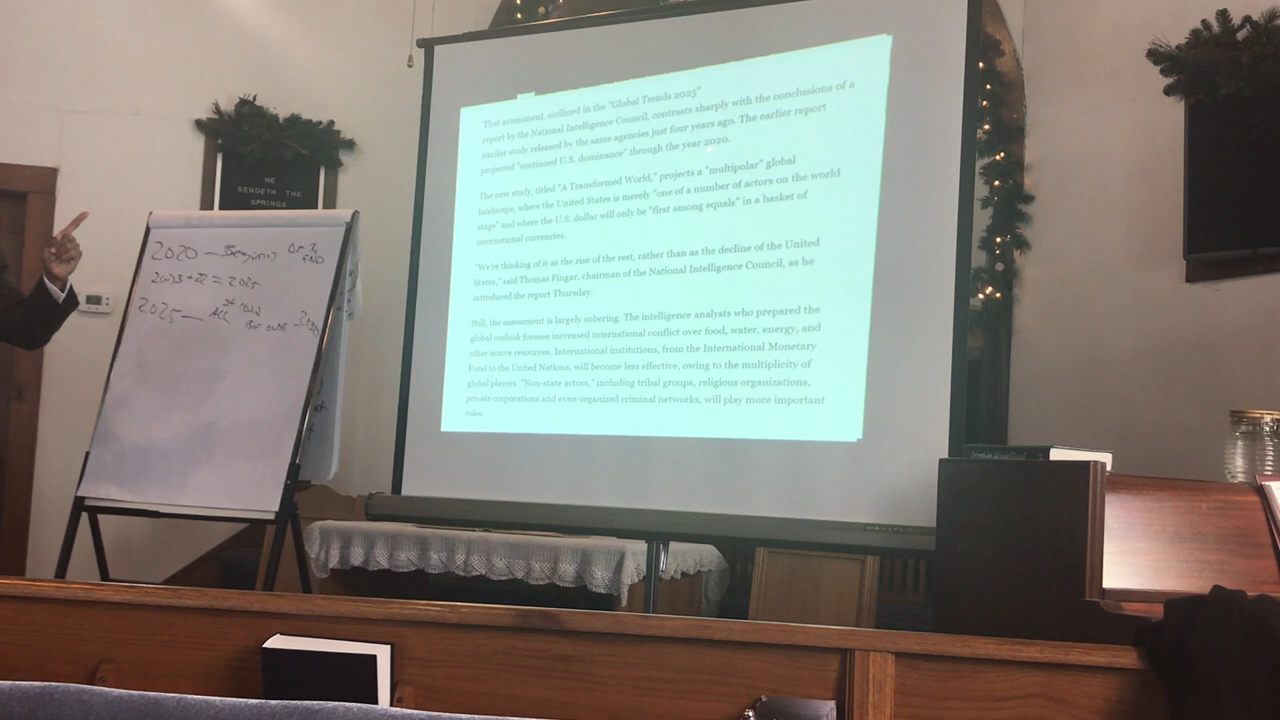 That assessment, outlined in the "Global Trends 2025"
report by the National Intelligence Council, contrasts sharply with the conclusions of a
similar study released by the same agencies just four years ago. The earlier report
projected "continued U.S. dominance" through the year 2020.
The new study, titled "A Transformed World," projects a "multipolar" global
landscape, where the United States is merely "one of a number of actors on the world
stage" and where the U.S. dollar will only be "first among equals" in a basket of
international currencies.
"We're thinking of it as the rise of the rest, rather than as the decline of the United
States," said Thomas Fingar, chairman of the National Intelligence Council, as he
introduced the report Thursday.
Still, the assessment is largely sobering. The intelligence analysts who prepared the
global outlook foresee increased international conflict over food, water, energy, and
other scarce resources. International institutions, from the International Monetary
Fund to the United Nations, will become less effective, owing to the multiplicity of
global players. "Non-state actors," including tribal groups, religious organizations,
private corporations and even organized criminal networks, will play more important
roles.
HE
SENDETH THE
SPRINGS
2020 —
END
= 2025
2025 — All